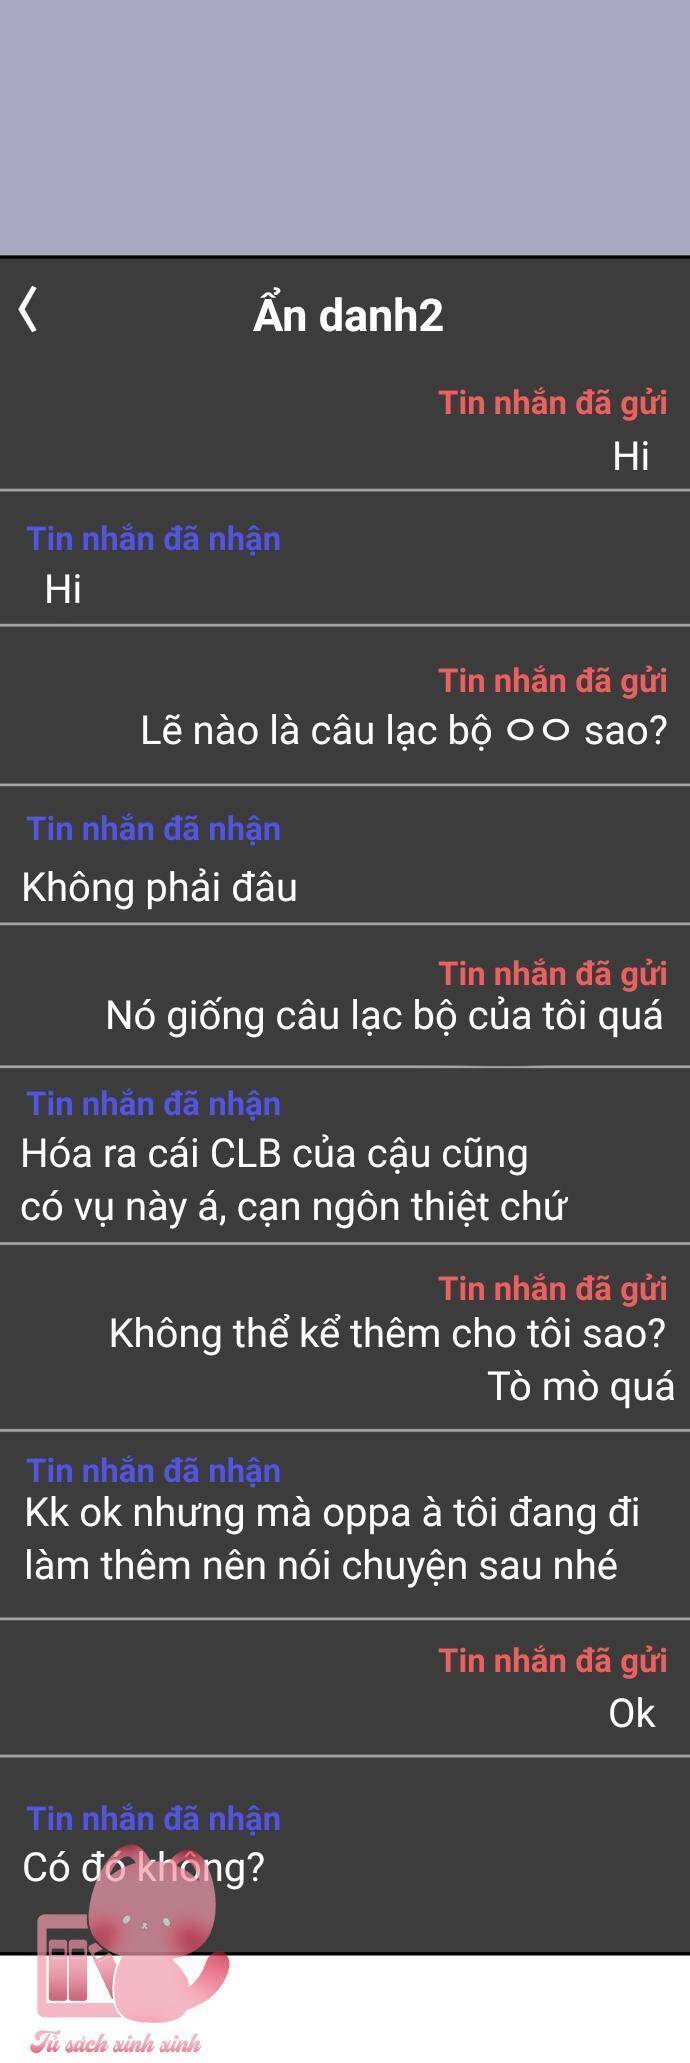 Ẩn danh2
Tin nhắn đã gửi
Hi
Tin nhắn đã nhận
Hi
Tin nhắn đã gửi
Lẽ nào là câu lạc bộ ㅇㅇ sao?
Tin nhắn đã nhận
Không phải đâu
Tin nhắn đã gửi
Nó giống câu lạc bộ của tôi quá
Tin nhắn đã nhận
Hóa ra cái CLB của cậu cũng
có vụ này á, cạn ngôn thiệt chứ
Tin nhắn đã gửi
Không thể kể thêm cho tôi sao?
Tò mò quá
Tin nhắn đã nhận
Kk ok nhưng mà oppa à tôi đang đi
làm thêm nên nói chuyện sau nhé
Tin nhắn đã gửi
Ok
Tin nhắn đã nhận
Có đó không?
Tủ sách xinh xinh